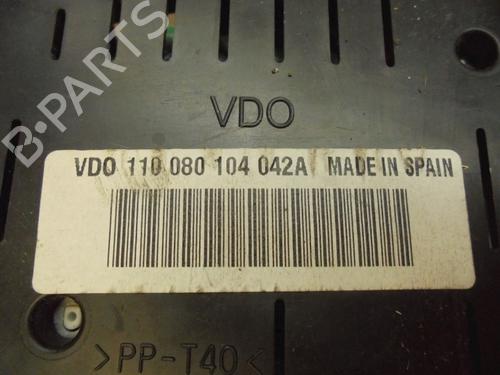 B-PARTS
VDO
VDO 110 080 104 042A MADE IN SPAIN
>PP-T40<